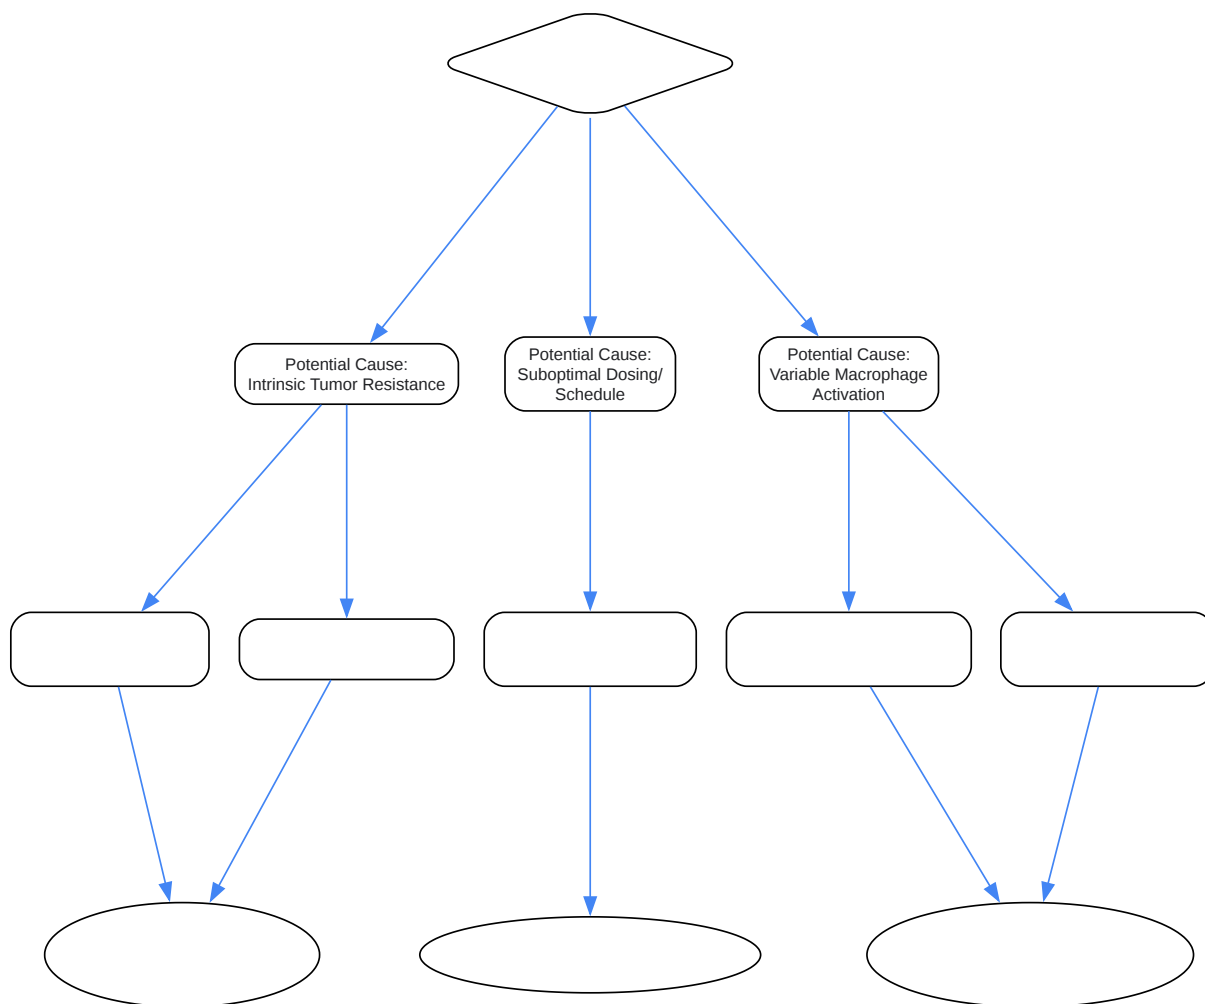 Potential Cause:
Intrinsic Tumor Resistance
Potential Cause:
Suboptimal Dosing/
Schedule
Potential Cause:
Variable Macrophage
Activation